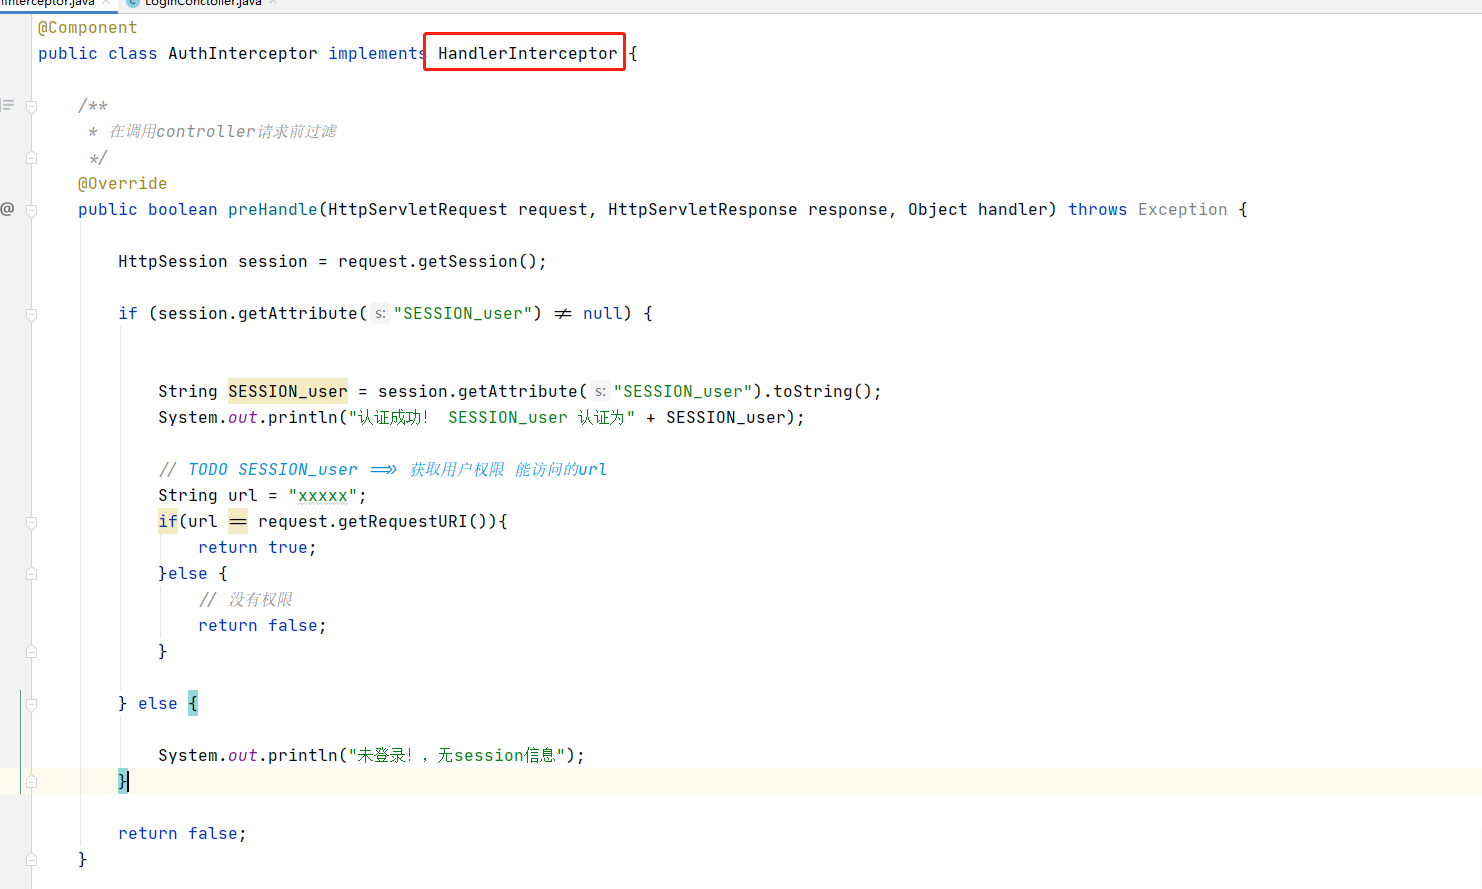 nInterceptor.java × LoginConctoller.java ×
@Component
public class AuthInterceptor implements HandlerInterceptor {
/**
* 在调用controller请求前过滤
*/
@Override
public boolean preHandle(HttpServletRequest request, HttpServletResponse response, Object handler) throws Exception {
HttpSession session = request.getSession();
if (session.getAttribute( s: "SESSION_user") != null) {
String SESSION_user = session.getAttribute( s: "SESSION_user").toString();
System.out.println("认证成功! SESSION_user 认证为" + SESSION_user);
// TODO SESSION_user ==>> 获取用户权限 能访问的url
String url = "xxxxx";
if(url == request.getRequestURI()){
return true;
}else {
// 没有权限
return false;
}
} else {
System.out.println("未登录!，无session信息");
}
return false;
}